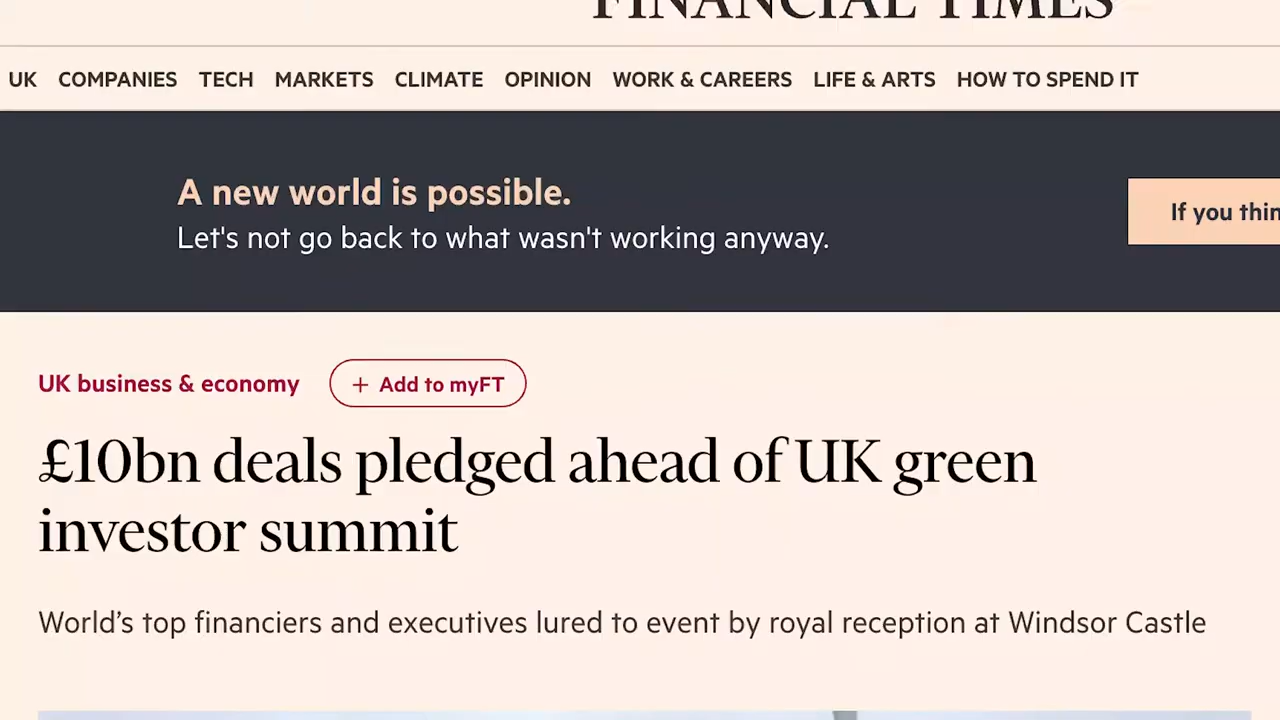 FINANCIAL TIMES
UK COMPANIES TECH MARKETS CLIMATE OPINION WORK & CAREERS LIFE & ARTS HOW TO SPEND IT
A new world is possible.
Let's not go back to what wasn't working anyway.
If you
UK business & economy + Add to myFT
£10bn deals pledged ahead of UK green
investor summit
World’s top financiers and executives lured to event by royal reception at Windsor Castle